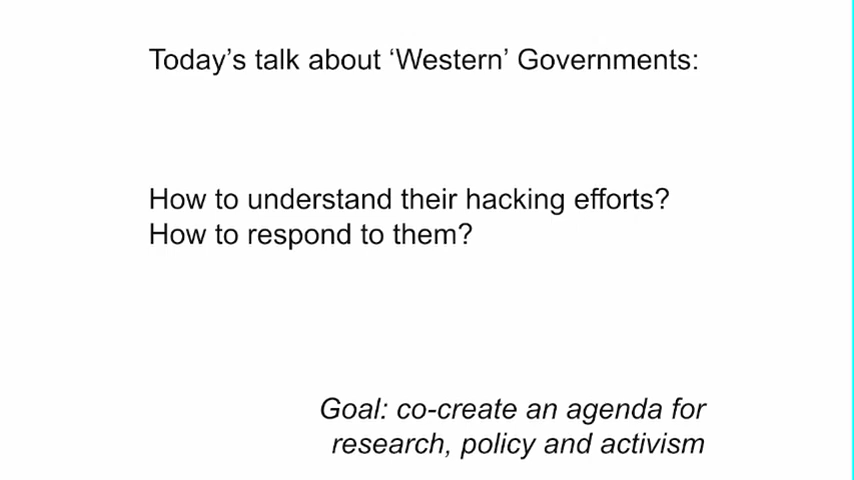 Today’s talk about ‘Western’ Governments:
How to understand their hacking efforts?
How to respond to them?
Goal: co-create an agenda for
research, policy and activism